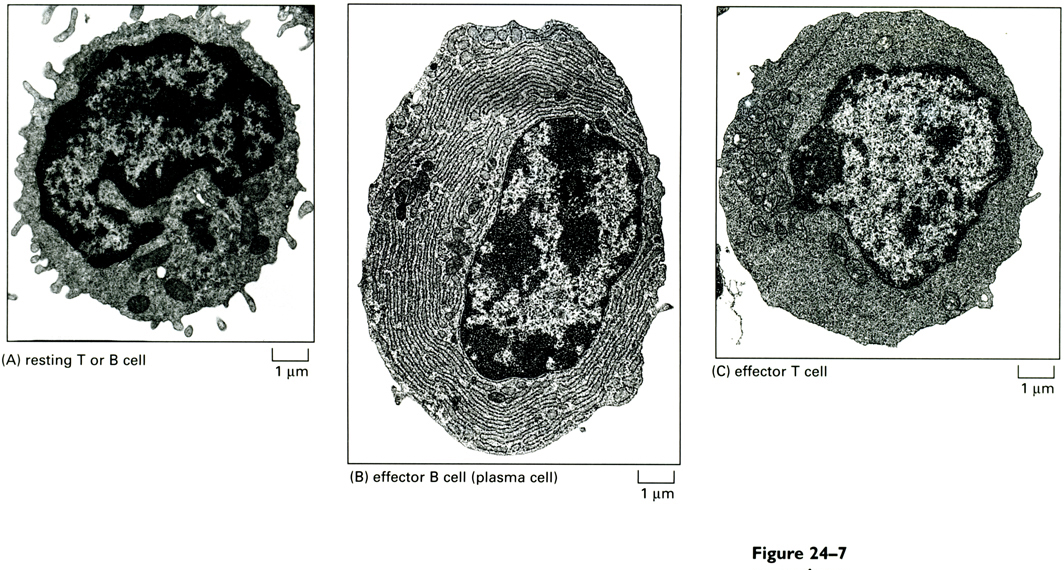 (A) resting T or B cell
1 μm
(B) effector B cell (plasma cell)
1 μm
(C) effector T cell
1 μm
Figure 24–7